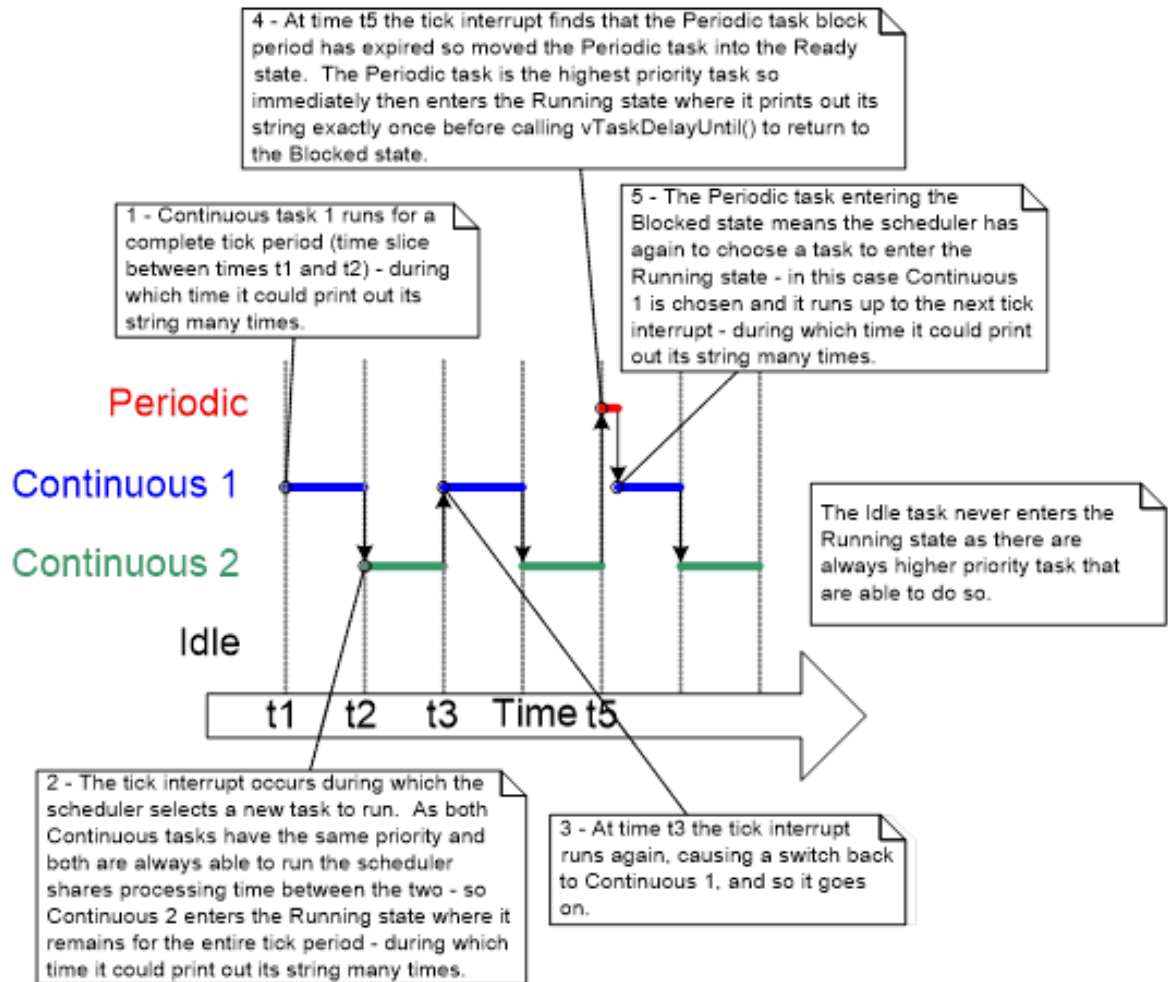 4 - At time t5 the tick interrupt finds that the Periodic task block
period has expired so moved the Periodic task into the Ready
state. The Periodic task is the highest priority task so
immediately then enters the Running state where it prints out its
string exactly once before calling vTaskDelayUntil() to return to
the Blocked state.
1 - Continuous task 1 runs for a
complete tick period (time slice
between times t1 and t2) - during
which time it could print out its
string many times.
5 - The Periodic task entering the
Blocked state means the scheduler has
again to choose a task to enter the
Running state - in this case Continuous
1 is chosen and it runs up to the next tick
interrupt - during which time it could print
out its string many times.
Periodic
Continuous 1
Continuous 2
Idle
The Idle task never enters the
Running state as there are
always higher priority task that
are able to do so.
t1 t2 t3 Time t5
2 - The tick interrupt occurs during which the
scheduler selects a new task to run. As both
Continuous tasks have the same priority and
both are always able to run the scheduler
shares processing time between the two - so
Continuous 2 enters the Running state where it
remains for the entire tick period - during which
time it could print out its string many times.
3 - At time t3 the tick interrupt
runs again, causing a switch back
to Continuous 1, and so it goes
on.